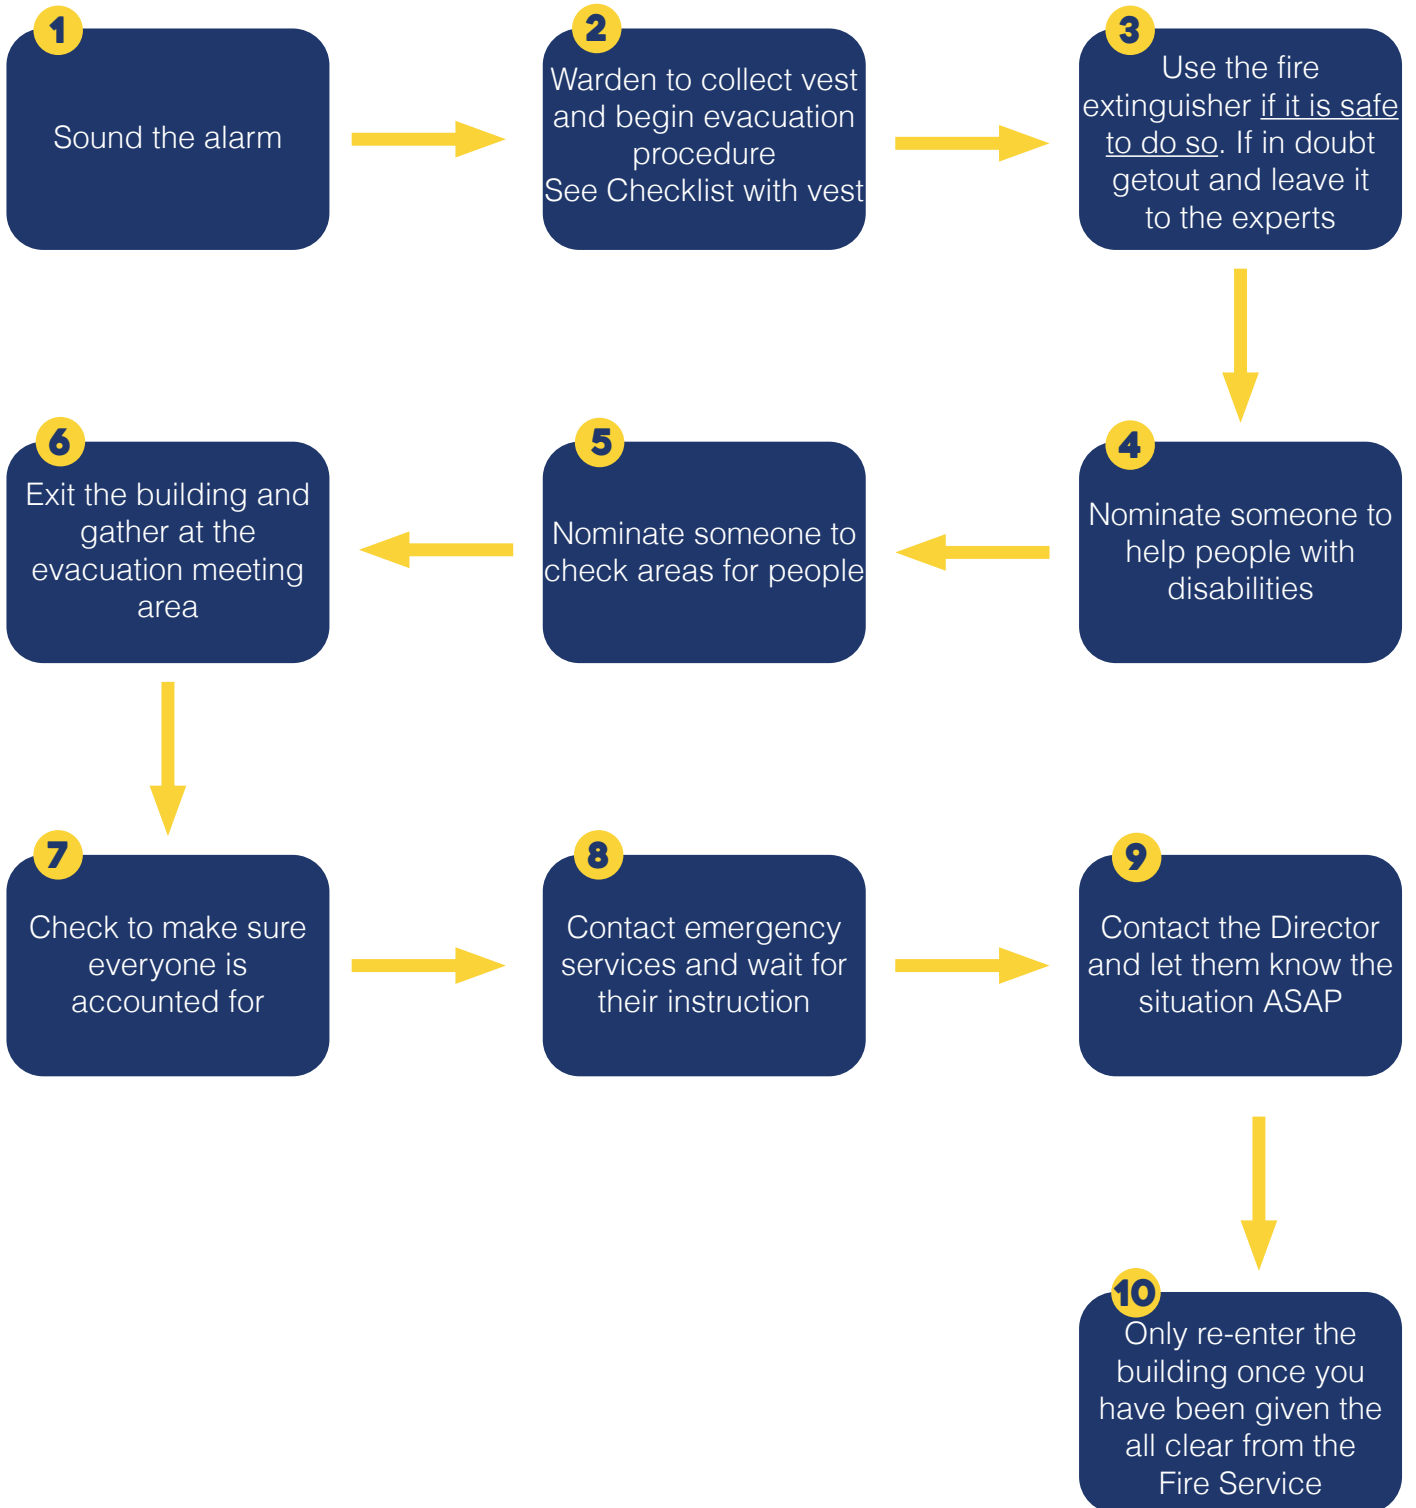 1
Sound the alarm
2
Warden to collect vest
and begin evacuation
procedure
See Checklist with vest
3
Use the fire
extinguisher if it is safe
to do so. If in doubt
getout and leave it
to the experts
4
Nominate someone to
help people with
disabilities
5
Nominate someone to
check areas for people
6
Exit the building and
gather at the
evacuation meeting
area
7
Check to make sure
everyone is
accounted for
8
Contact emergency
services and wait for
their instruction
9
Contact the Director
and let them know the
situation ASAP
10
Only re-enter the
building once you
have been given the
all clear from the
Fire Service